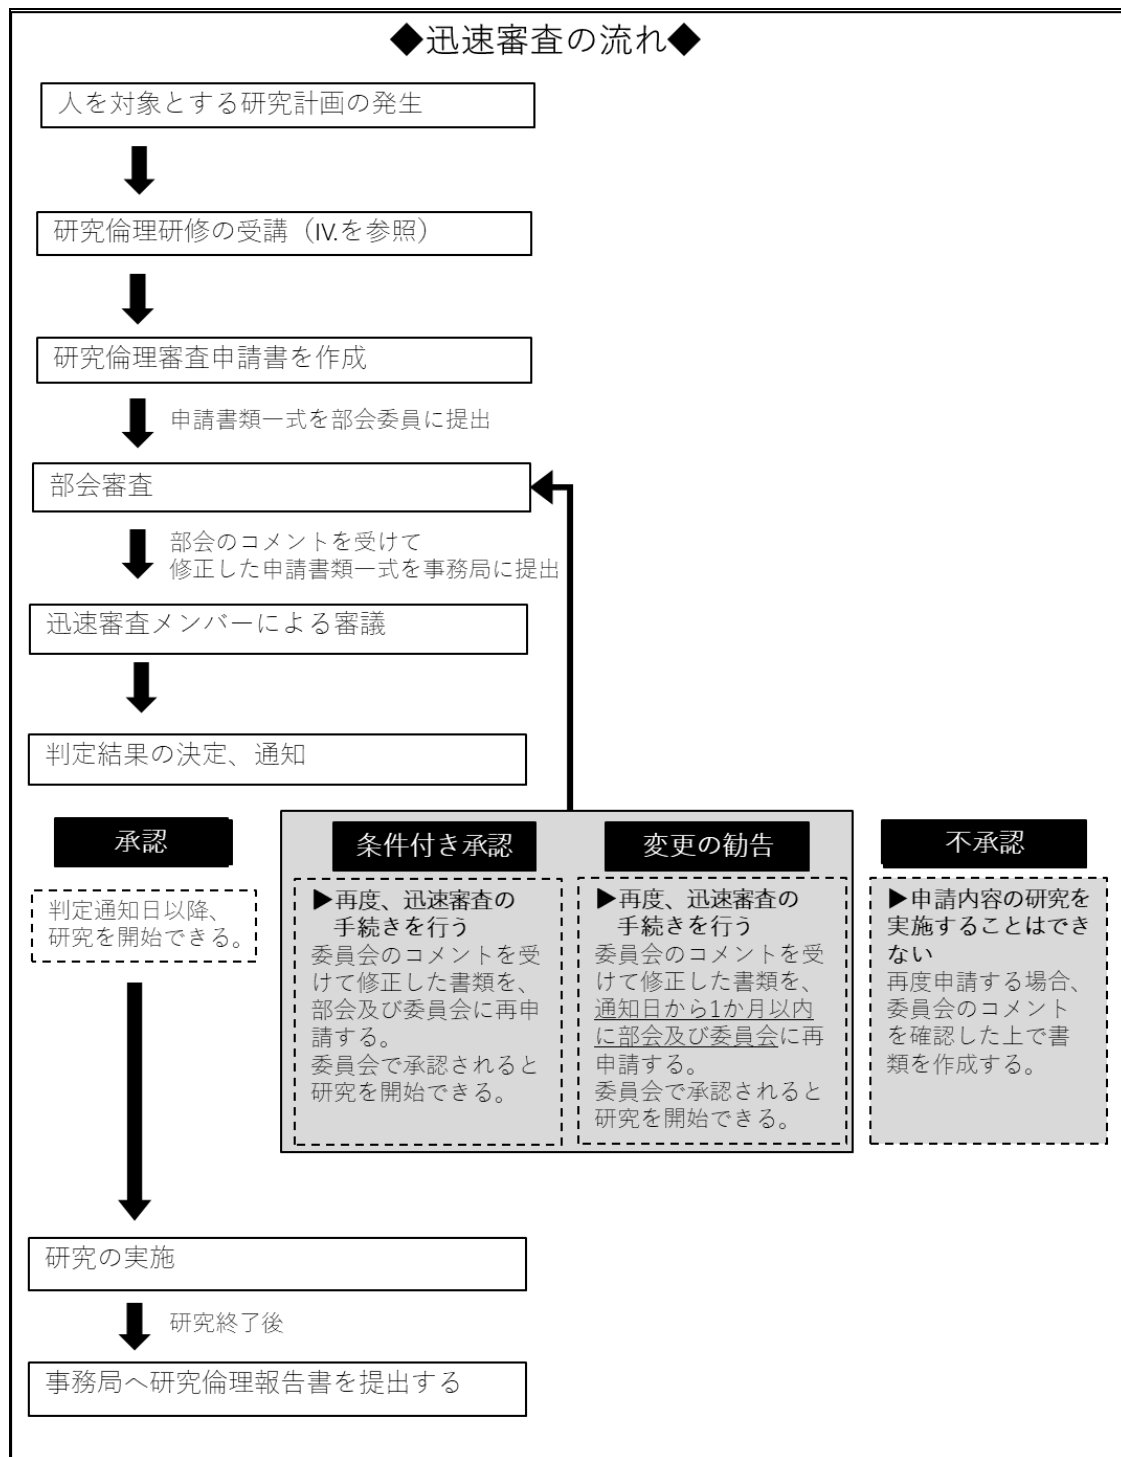 ◆迅速審査の流れ◆
人を対象とする研究計画の発生
研究倫理研修の受講（Ⅳ.を参照）
研究倫理審査申請書を作成
申請書類一式を部会委員に提出
部会審査
部会のコメントを受けて
修正した申請書類一式を事務局に提出
迅速審査メンバーによる審議
判定結果の決定、通知
承認
判定通知日以降、
研究を開始できる。
条件付き承認
▶再度、迅速審査の
手続きを行う
委員会のコメントを受
けて修正した書類を、
部会及び委員会に再申
請する。
委員会で承認されると
研究を開始できる。
変更の勧告
▶再度、迅速審査の
手続きを行う
委員会のコメントを受
けて修正した書類を、
通知日から1か月以内
に部会及び委員会に再
申請する。
委員会で承認されると
研究を開始できる。
不承認
▶申請内容の研究を
実施することはでき
ない
再度申請する場合、
委員会のコメント
を確認した上で書
類を作成する。
研究の実施
研究終了後
事務局へ研究倫理報告書を提出する